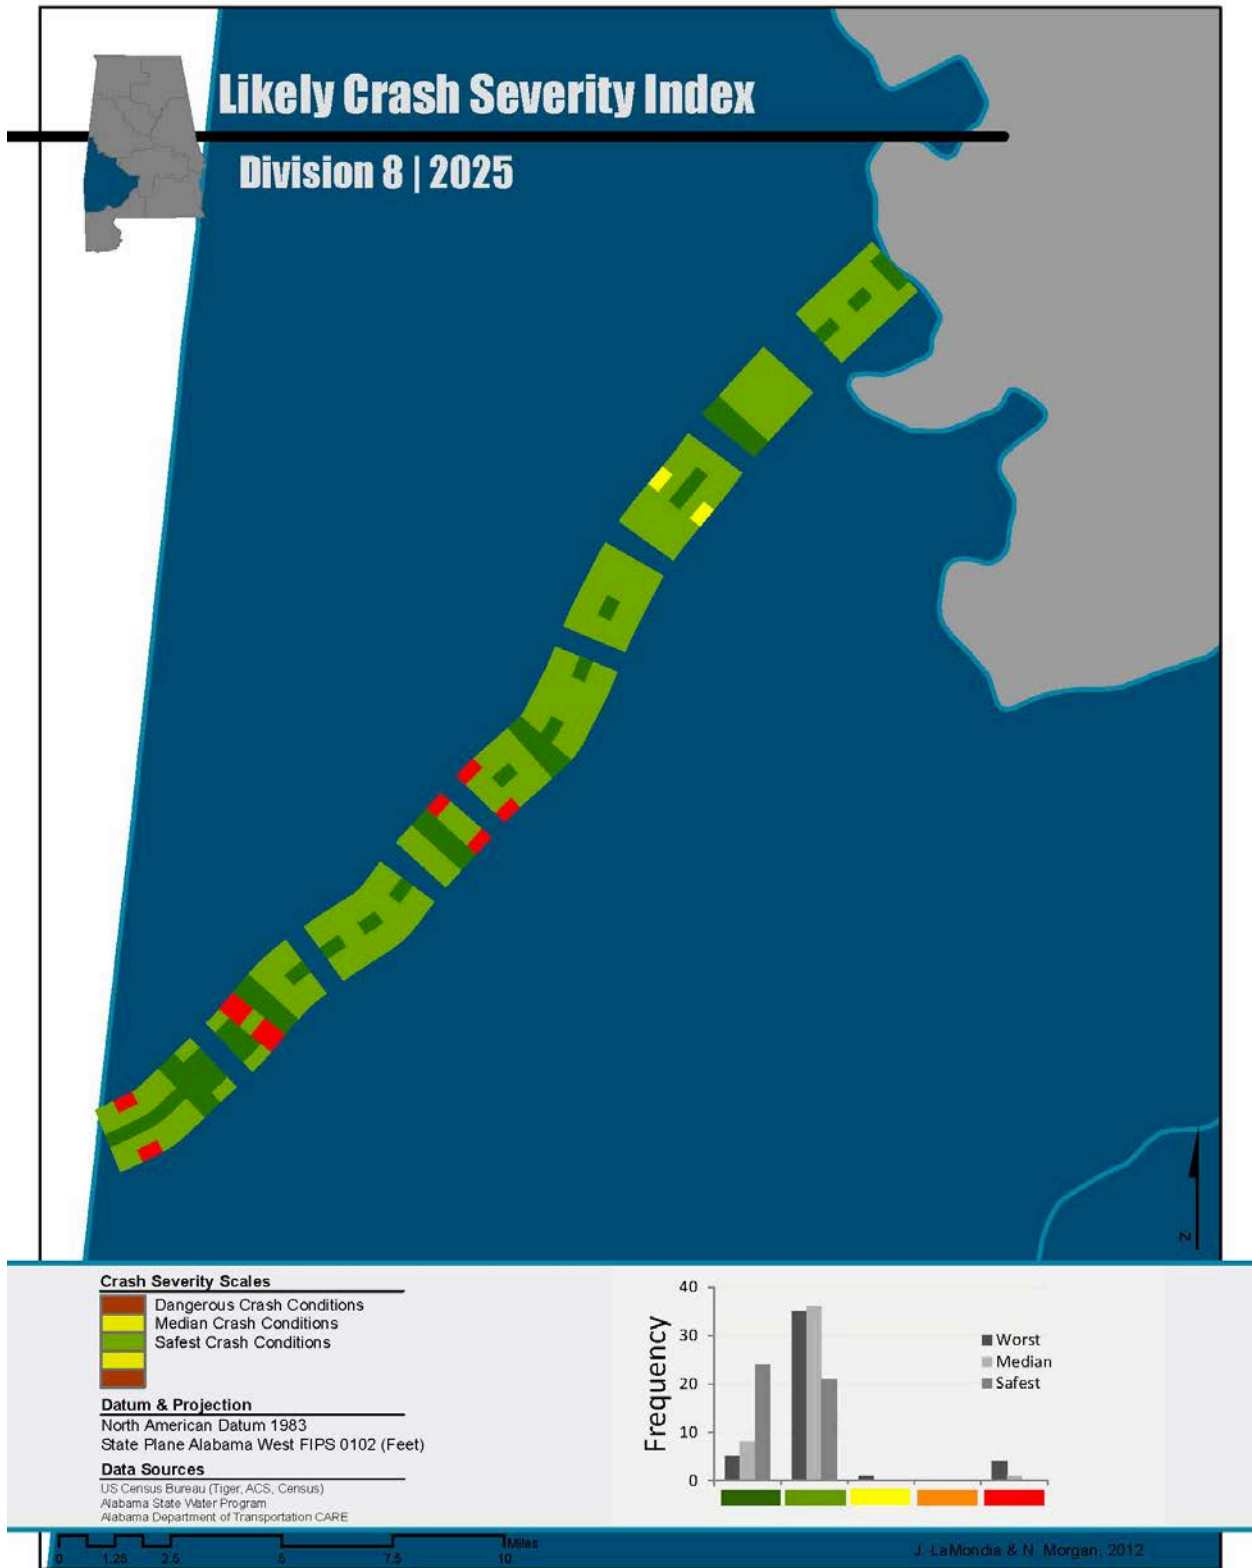 Likely Crash Severity Index
Division 8 | 2025
N
Crash Severity Scales
Dangerous Crash Conditions
Median Crash Conditions
Safest Crash Conditions
Datum & Projection
North American Datum 1983
State Plane Alabama West FIPS 0102 (Feet)
Data Sources
US Census Bureau (Tiger, ACS, Census)
Alabama State Water Program
Alabama Department of Transportation CARE
Frequency
40
30
20
10
0
Worst
Median
Safest
Miles
0 1.25 2.5 5 7.5 10
J. LaMondia & N. Morgan, 2012